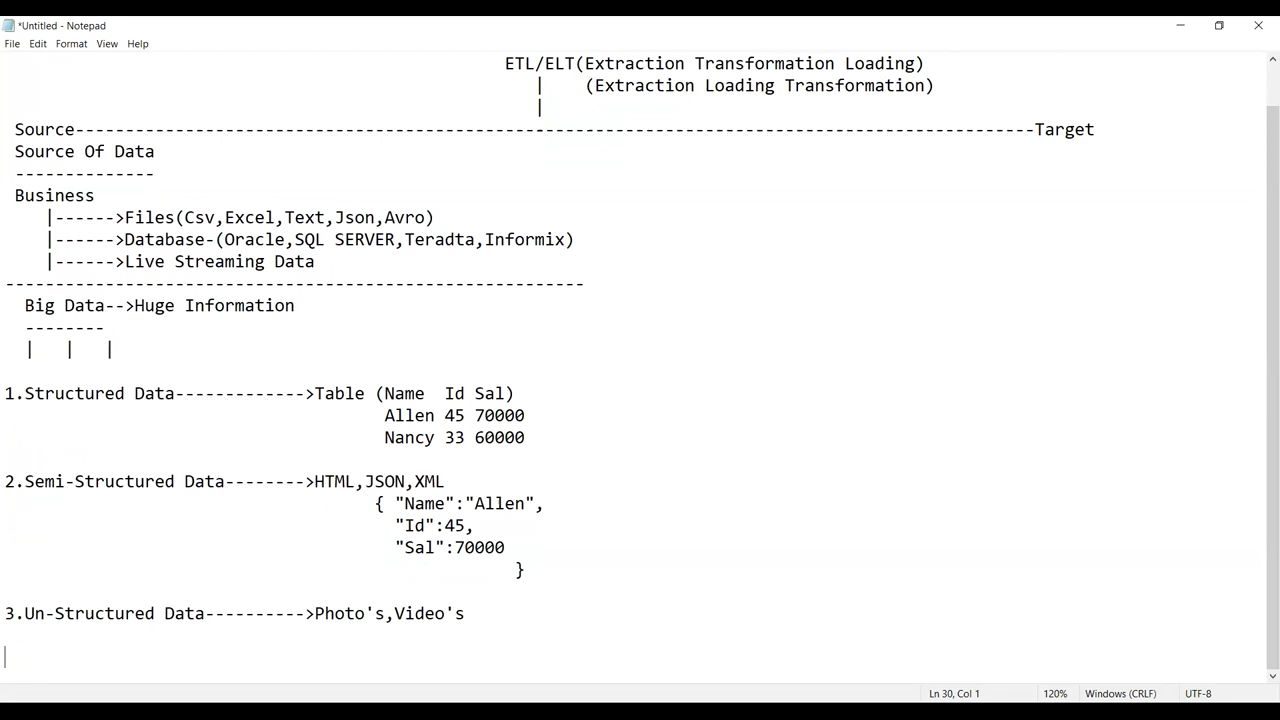 *Untitled - Notepad
File Edit Format View Help
ETL/ELT(Extraction Transformation Loading)
| (Extraction Loading Transformation)
|
Source------------------------------------------------------------------------------------------------Target
Source Of Data
--------------
Business
|------>Files(Csv,Excel,Text,Json,Avro)
|------>Database-(Oracle,SQL SERVER,Teradta,Informix)
|------>Live Streaming Data
----------------------------------------------------------
Big Data-->Huge Information
--------
| | |
1.Structured Data------------->Table (Name Id Sal)
Allen 45 70000
Nancy 33 60000
2.Semi-Structured Data-------->HTML,JSON,XML
{ "Name":"Allen",
"Id":45,
"Sal":70000
}
3.Un-Structured Data---------->Photo's,Video's
Ln 30, Col 1 120% Windows (CRLF) UTF-8